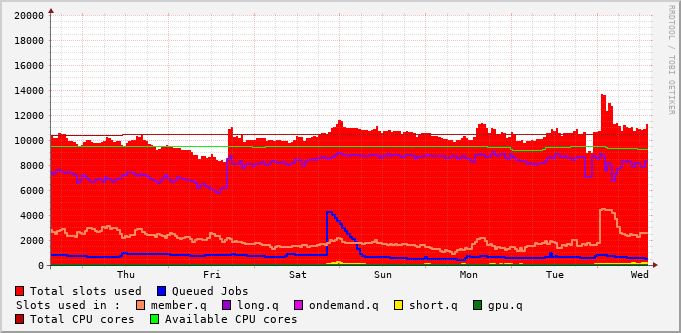 20000
18000
16000
14000
12000
10000
8000
6000
4000
2000
0
Thu Fri Sat Sun Mon Tue Wed
RRDTOOL / TOBI OETIKER
Total slots used Queued Jobs
Slots used in : member.q long.q ondemand.q short.q gpu.q
Total CPU cores Available CPU cores